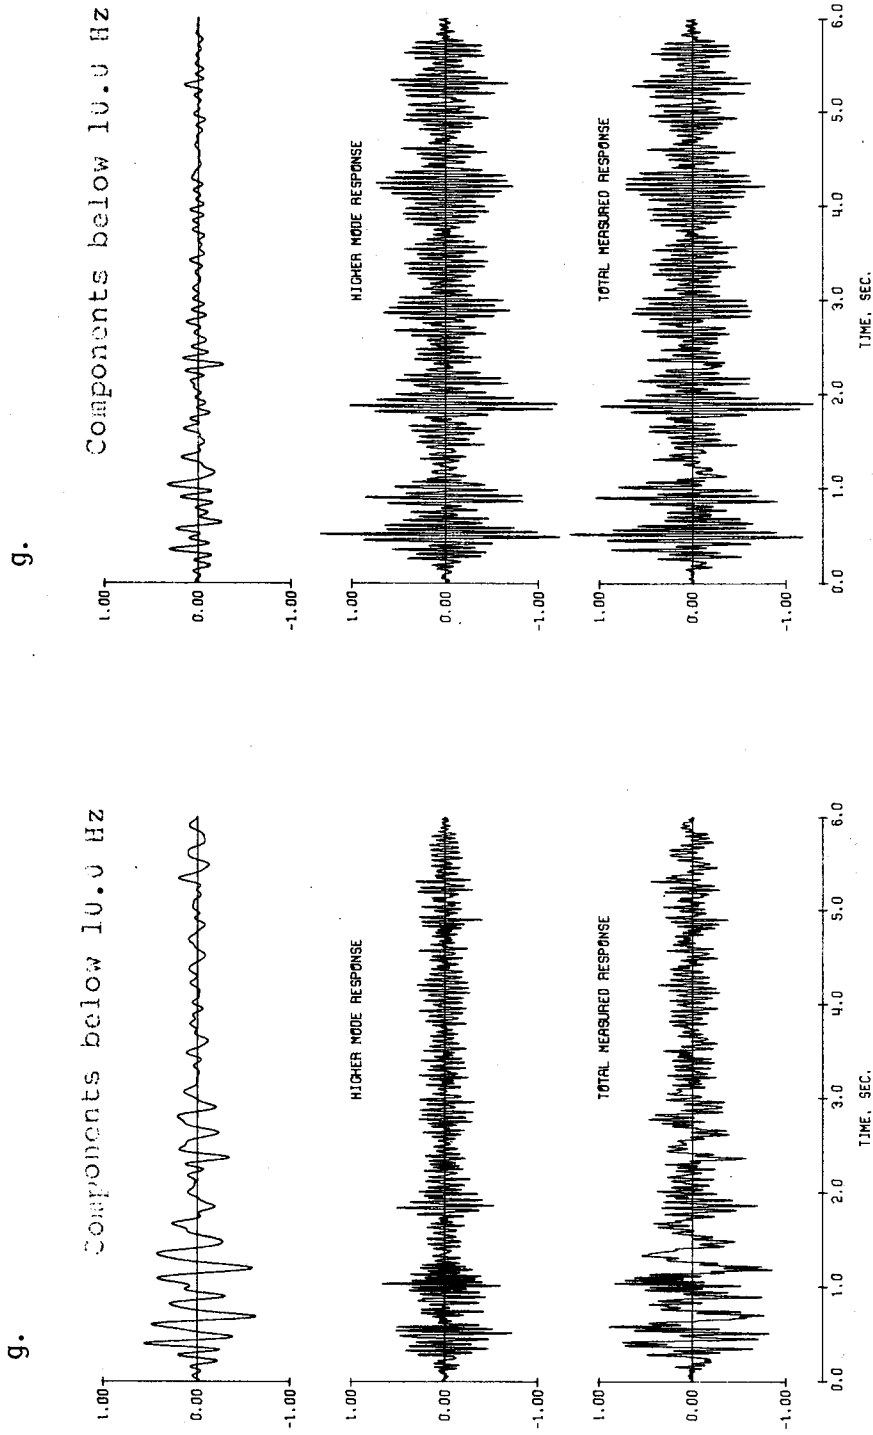 g.
Components below 10.0 Hz
1.00
0.00
-1.00
HIGHER MODE RESPONSE
1.00
0.00
-1.00
TOTAL MEASURED RESPONSE
1.00
0.00
-1.00
0.0 1.0 2.0 3.0 4.0 5.0 6.0
TIME, SEC.
g.
Components below 10.0 Hz
1.00
0.00
-1.00
HIGHER MODE RESPONSE
1.00
0.00
-1.00
TOTAL MEASURED RESPONSE
1.00
0.00
-1.00
0.0 1.0 2.0 3.0 4.0 5.0 6.0
TIME, SEC.